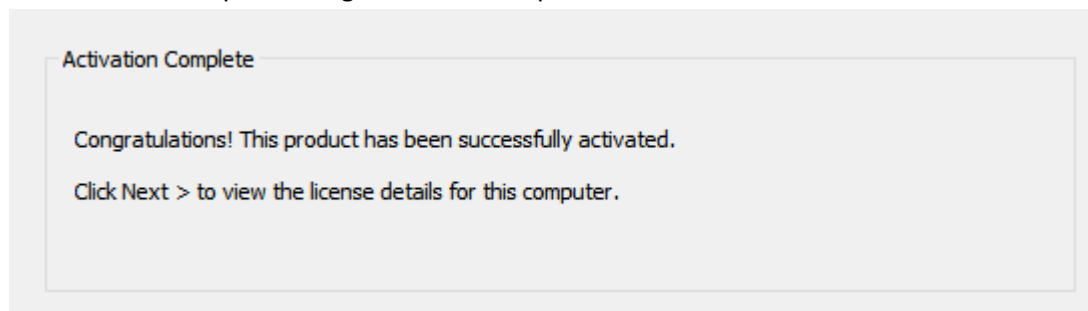 Activation Complete
Congratulations! This product has been successfully activated.
Click Next > to view the license details for this computer.